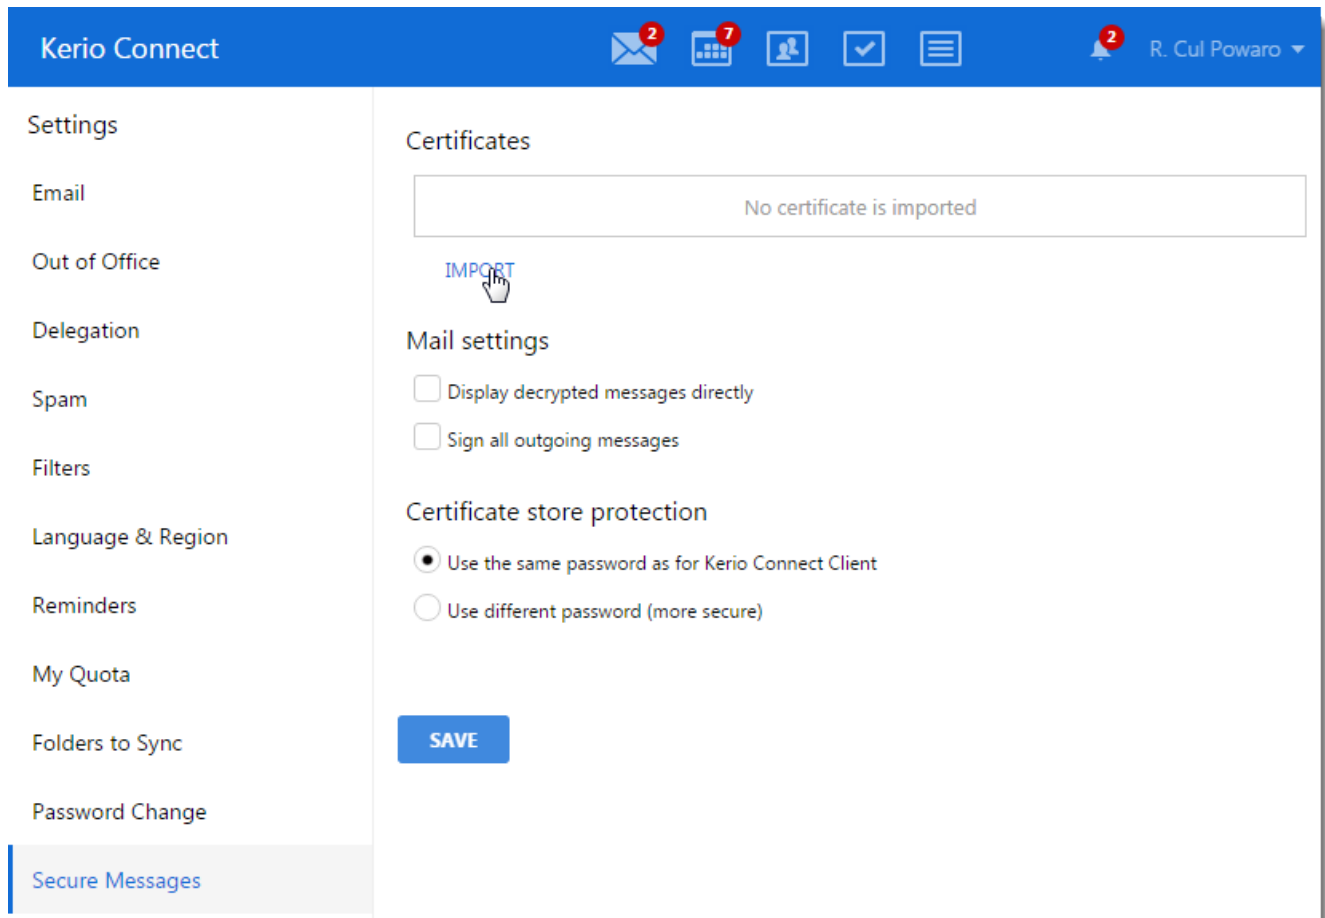 Kerio Connect
2
7
2
R. Cul Powaro
Settings
Email
Out of Office
Delegation
Spam
Filters
Language & Region
Reminders
My Quota
Folders to Sync
Password Change
Secure Messages
Certificates
No certificate is imported
IMPORT
Mail settings
Display decrypted messages directly
Sign all outgoing messages
Certificate store protection
Use the same password as for Kerio Connect Client
Use different password (more secure)
SAVE